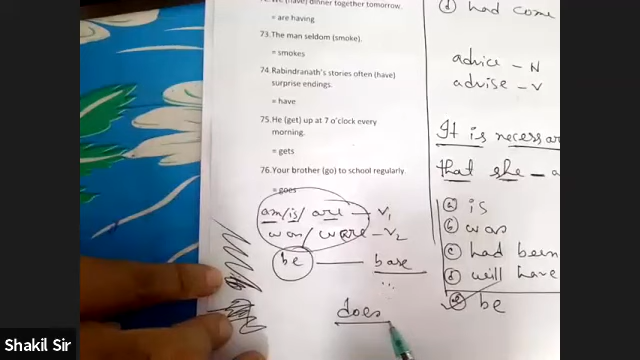 (have) dinner together tomorrow.
= are having
73.The man seldom (smoke).
= smokes
74.Rabindranath's stories often (have)
surprise endings.
= have
75.He (get) up at 7 o'clock every
morning.
= gets
76.Your brother (go) to school regularly.
= goes
am/is/are — V1
was/were — V2
be — base
...
does
(d) had come
advice - N
advise - V
It is necessar
that she - a
(a) is
(b) was
(c) had been
(d) will have
be
Shakil Sir